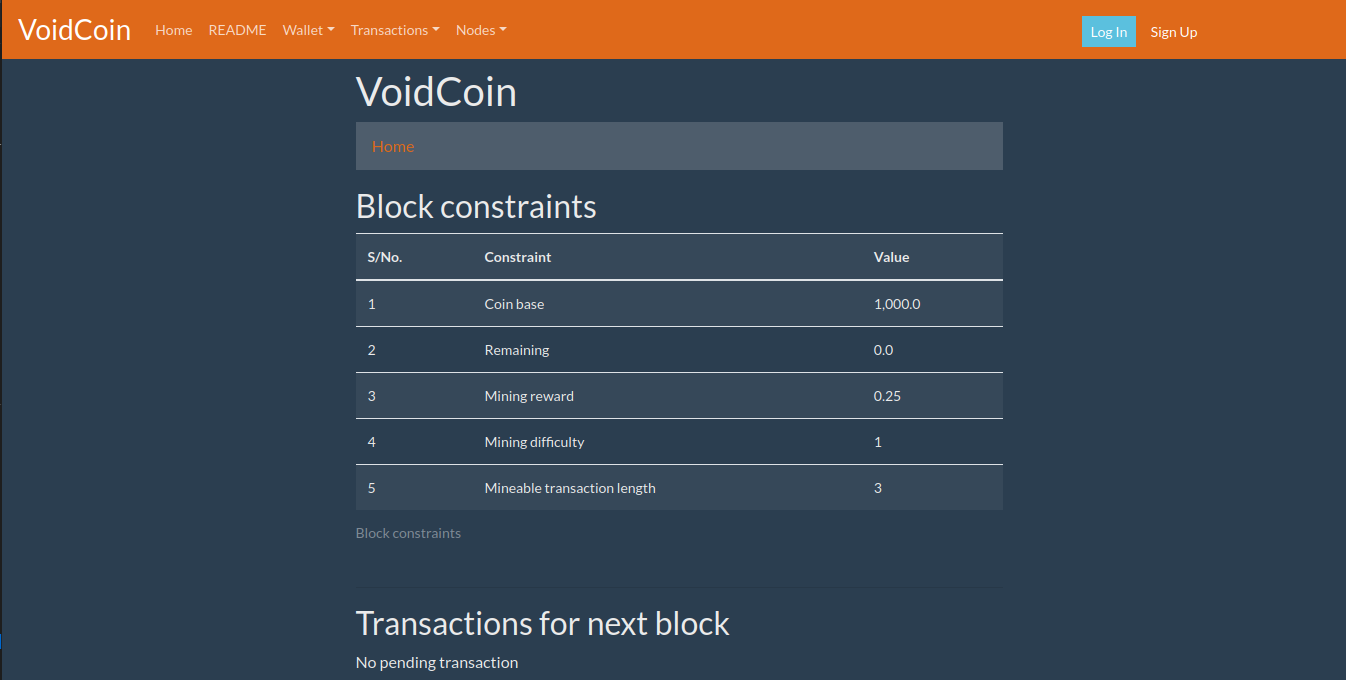 VoidCoin Home README Wallet Transactions Nodes Log In Sign Up
VoidCoin
Home
Block constraints
S/No. Constraint Value
1 Coin base 1,000.0
2 Remaining 0.0
3 Mining reward 0.25
4 Mining difficulty 1
5 Mineable transaction length 3
Block constraints
Transactions for next block
No pending transaction